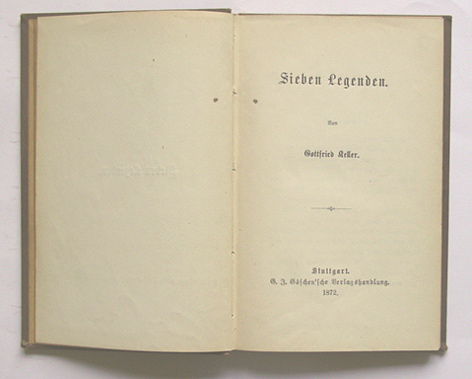 Sieben Legenden.
Von
Gottfried Keller.
Stuttgart.
G. J. Göschen'sche Verlagshandlung.
1872.